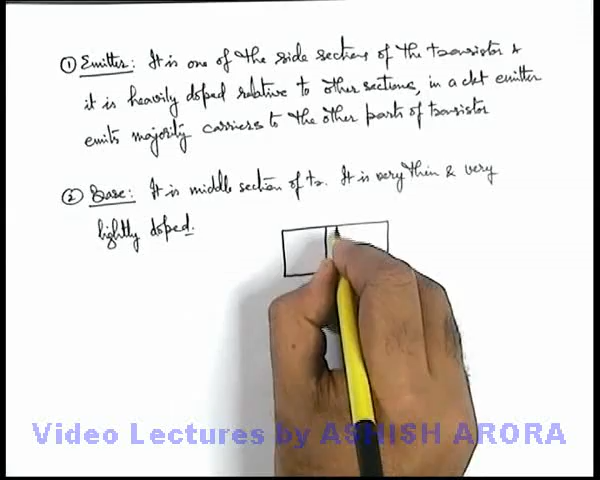 ① Emitter: It is one of the side sections of the transistor &
it is heavily doped relative to other sections, in a ckt emitter
emits majority carriers to the other parts of transistor
② Base: It is middle section of tr. It is very thin & very
lightly doped.
Video Lectures by ASHISH ARORA